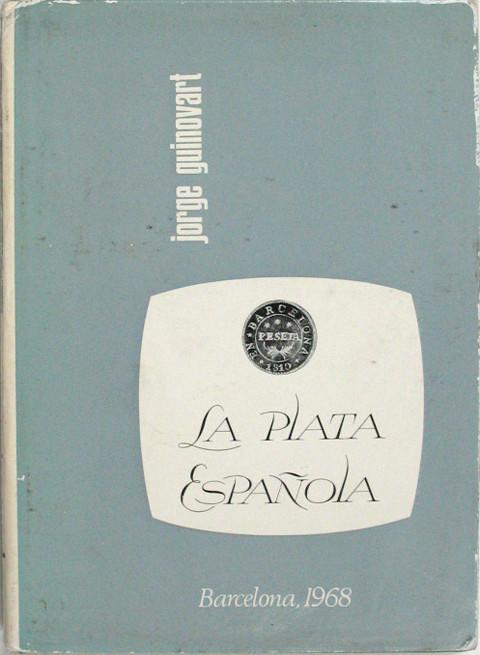 jorge guinovart
EN BARCELONA
PESETA
1810
LA PLATA
ESPAÑOLA
Barcelona, 1968